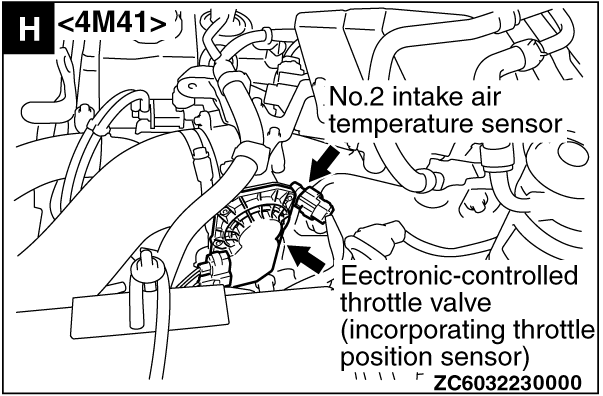 H
<4M41>
No.2 intake air
temperature sensor
Eectronic-controlled
throttle valve
(incorporating throttle
position sensor)
ZC6032230000